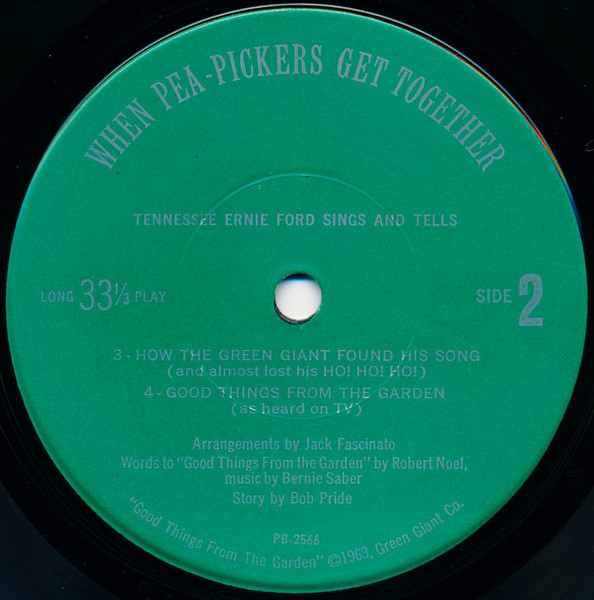 WHEN PEA-PICKERS GET TOGETHER
TENNESSEE ERNIE FORD SINGS AND TELLS
LONG 33⅓ PLAY
SIDE 2
3-HOW THE GREEN GIANT FOUND HIS SONG
(and almost lost his HO! HO! HO!)
4-GOOD THINGS FROM THE GARDEN
(as heard on TV)
Arrangements by Jack Fascinato
Words to "Good Things From the Garden" by Robert Noel,
music by Bernie Saber
Story by Bob Pride
PB-2566
"Good Things From The Garden" ©1963, Green Giant Co.